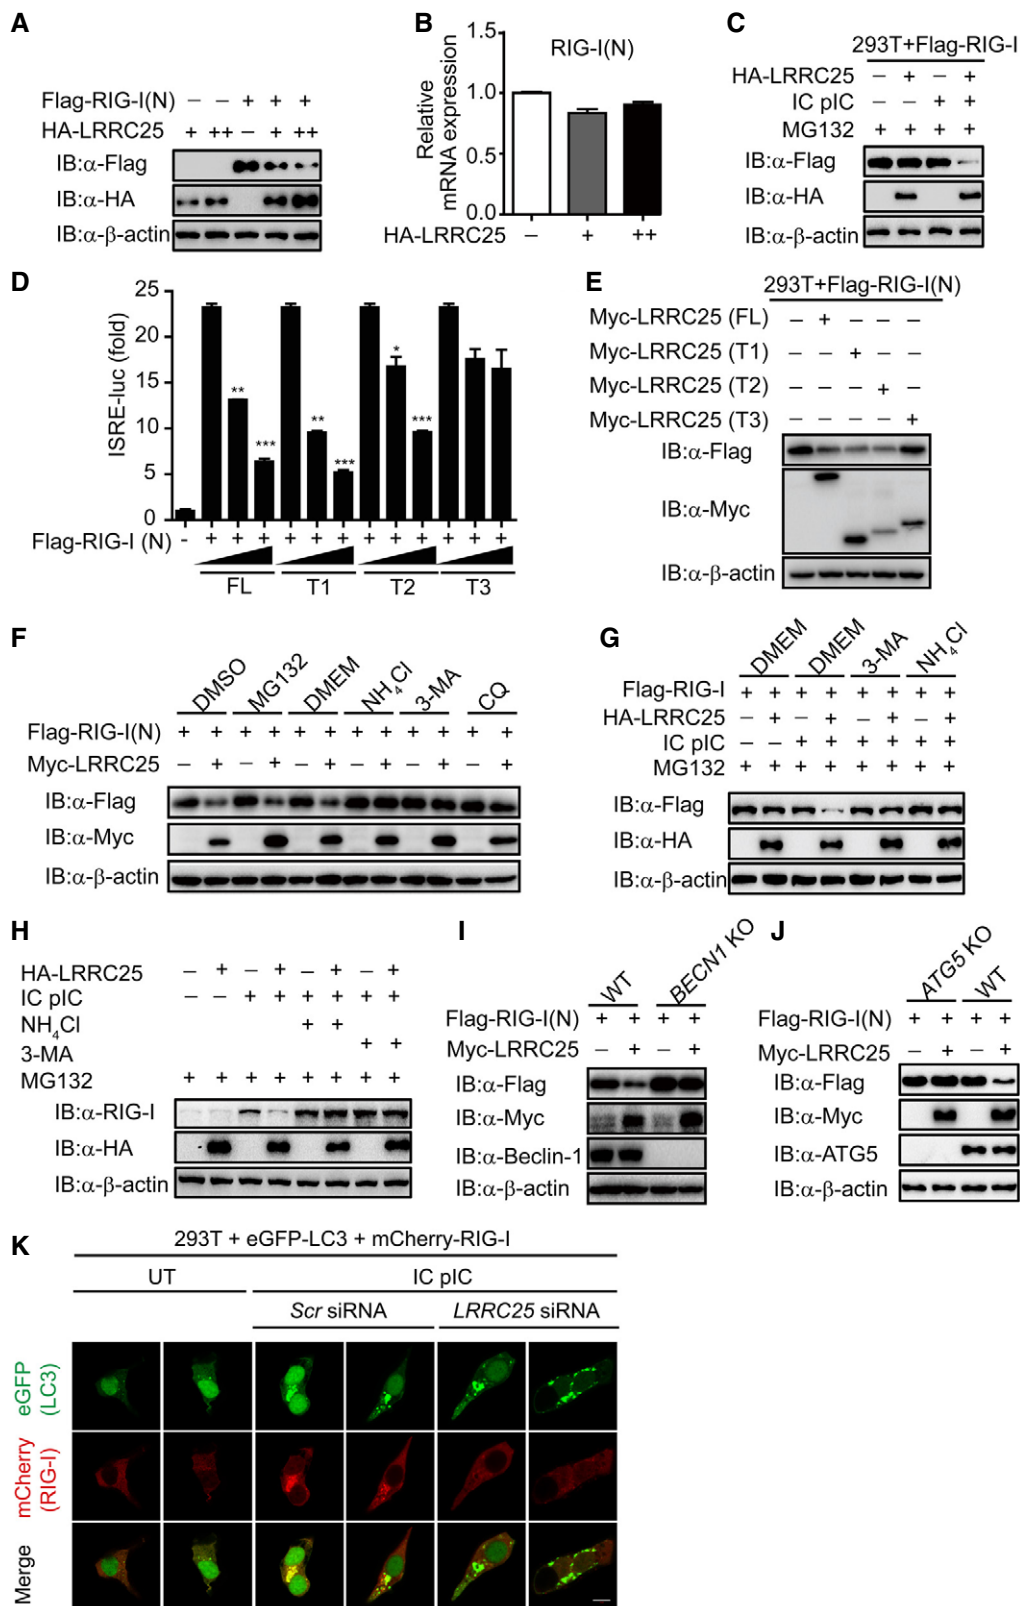 A
Flag-RIG-I(N) – – + + +
HA-LRRC25 + ++ – + ++
IB:α-Flag
IB:α-HA
IB:α-β-actin
B
Relative
mRNA expression
1.5
1.0
0.5
0.0
RIG-I(N)
HA-LRRC25 – + ++
C
293T+Flag-RIG-I
HA-LRRC25 – + – +
IC pIC – – + +
MG132 + + + +
IB:α-Flag
IB:α-HA
IB:α-β-actin
D
ISRE-luc (fold)
25
20
15
10
5
0
** *** ** *** * ***
Flag-RIG-I (N) - + + + + + + + + + + + +
FL T1 T2 T3
E
293T+Flag-RIG-I(N)
Myc-LRRC25 (FL) – + – – –
Myc-LRRC25 (T1) – – + – –
Myc-LRRC25 (T2) – – – + –
Myc-LRRC25 (T3) – – – – +
IB:α-Flag
IB:α-Myc
IB:α-β-actin
F
DMSO MG132 DMEM NH4Cl 3-MA CQ
Flag-RIG-I(N) + + + + + + + + + + + +
Myc-LRRC25 – + – + – + – + – + – +
IB:α-Flag
IB:α-Myc
IB:α-β-actin
G
DMEM DMEM 3-MA NH4Cl
Flag-RIG-I + + + + + + + +
HA-LRRC25 – + – + – + – +
IC pIC – – + + + + + +
MG132 + + + + + + + +
IB:α-Flag
IB:α-HA
IB:α-β-actin
H
HA-LRRC25 – + – + – + – +
IC pIC – – + + + + + +
NH4Cl + +
3-MA + +
MG132 + + + + + + + +
IB:α-RIG-I
IB:α-HA
IB:α-β-actin
I
WT BECN1 KO
Flag-RIG-I(N) + + + +
Myc-LRRC25 – + – +
IB:α-Flag
IB:α-Myc
IB:α-Beclin-1
IB:α-β-actin
J
ATG5 KO WT
Flag-RIG-I(N) + + + +
Myc-LRRC25 – + – +
IB:α-Flag
IB:α-Myc
IB:α-ATG5
IB:α-β-actin
K
293T + eGFP-LC3 + mCherry-RIG-I
UT IC pIC
Scr siRNA LRRC25 siRNA
eGFP
(LC3)
mCherry
(RIG-I)
Merge